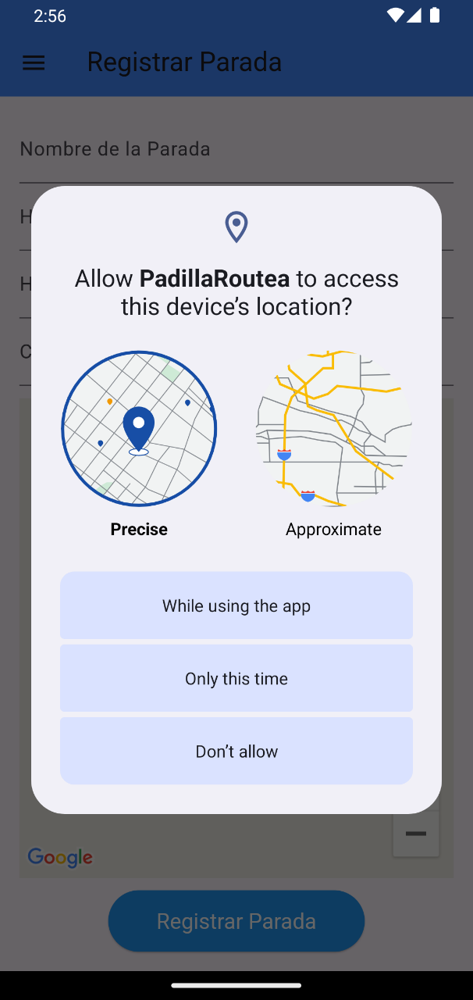 2:56
Registrar Parada
Nombre de la Parada
H
H
C
Allow PadillaRoutea to access
this device's location?
Precise
Approximate
While using the app
Only this time
Don't allow
Google
Registrar Parada